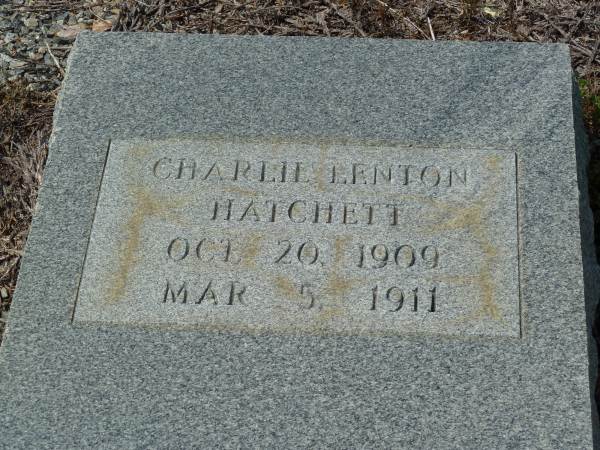 CHARLIE LENTON
HATCHETT
OCT. 20, 1909
MAR 5, 1911